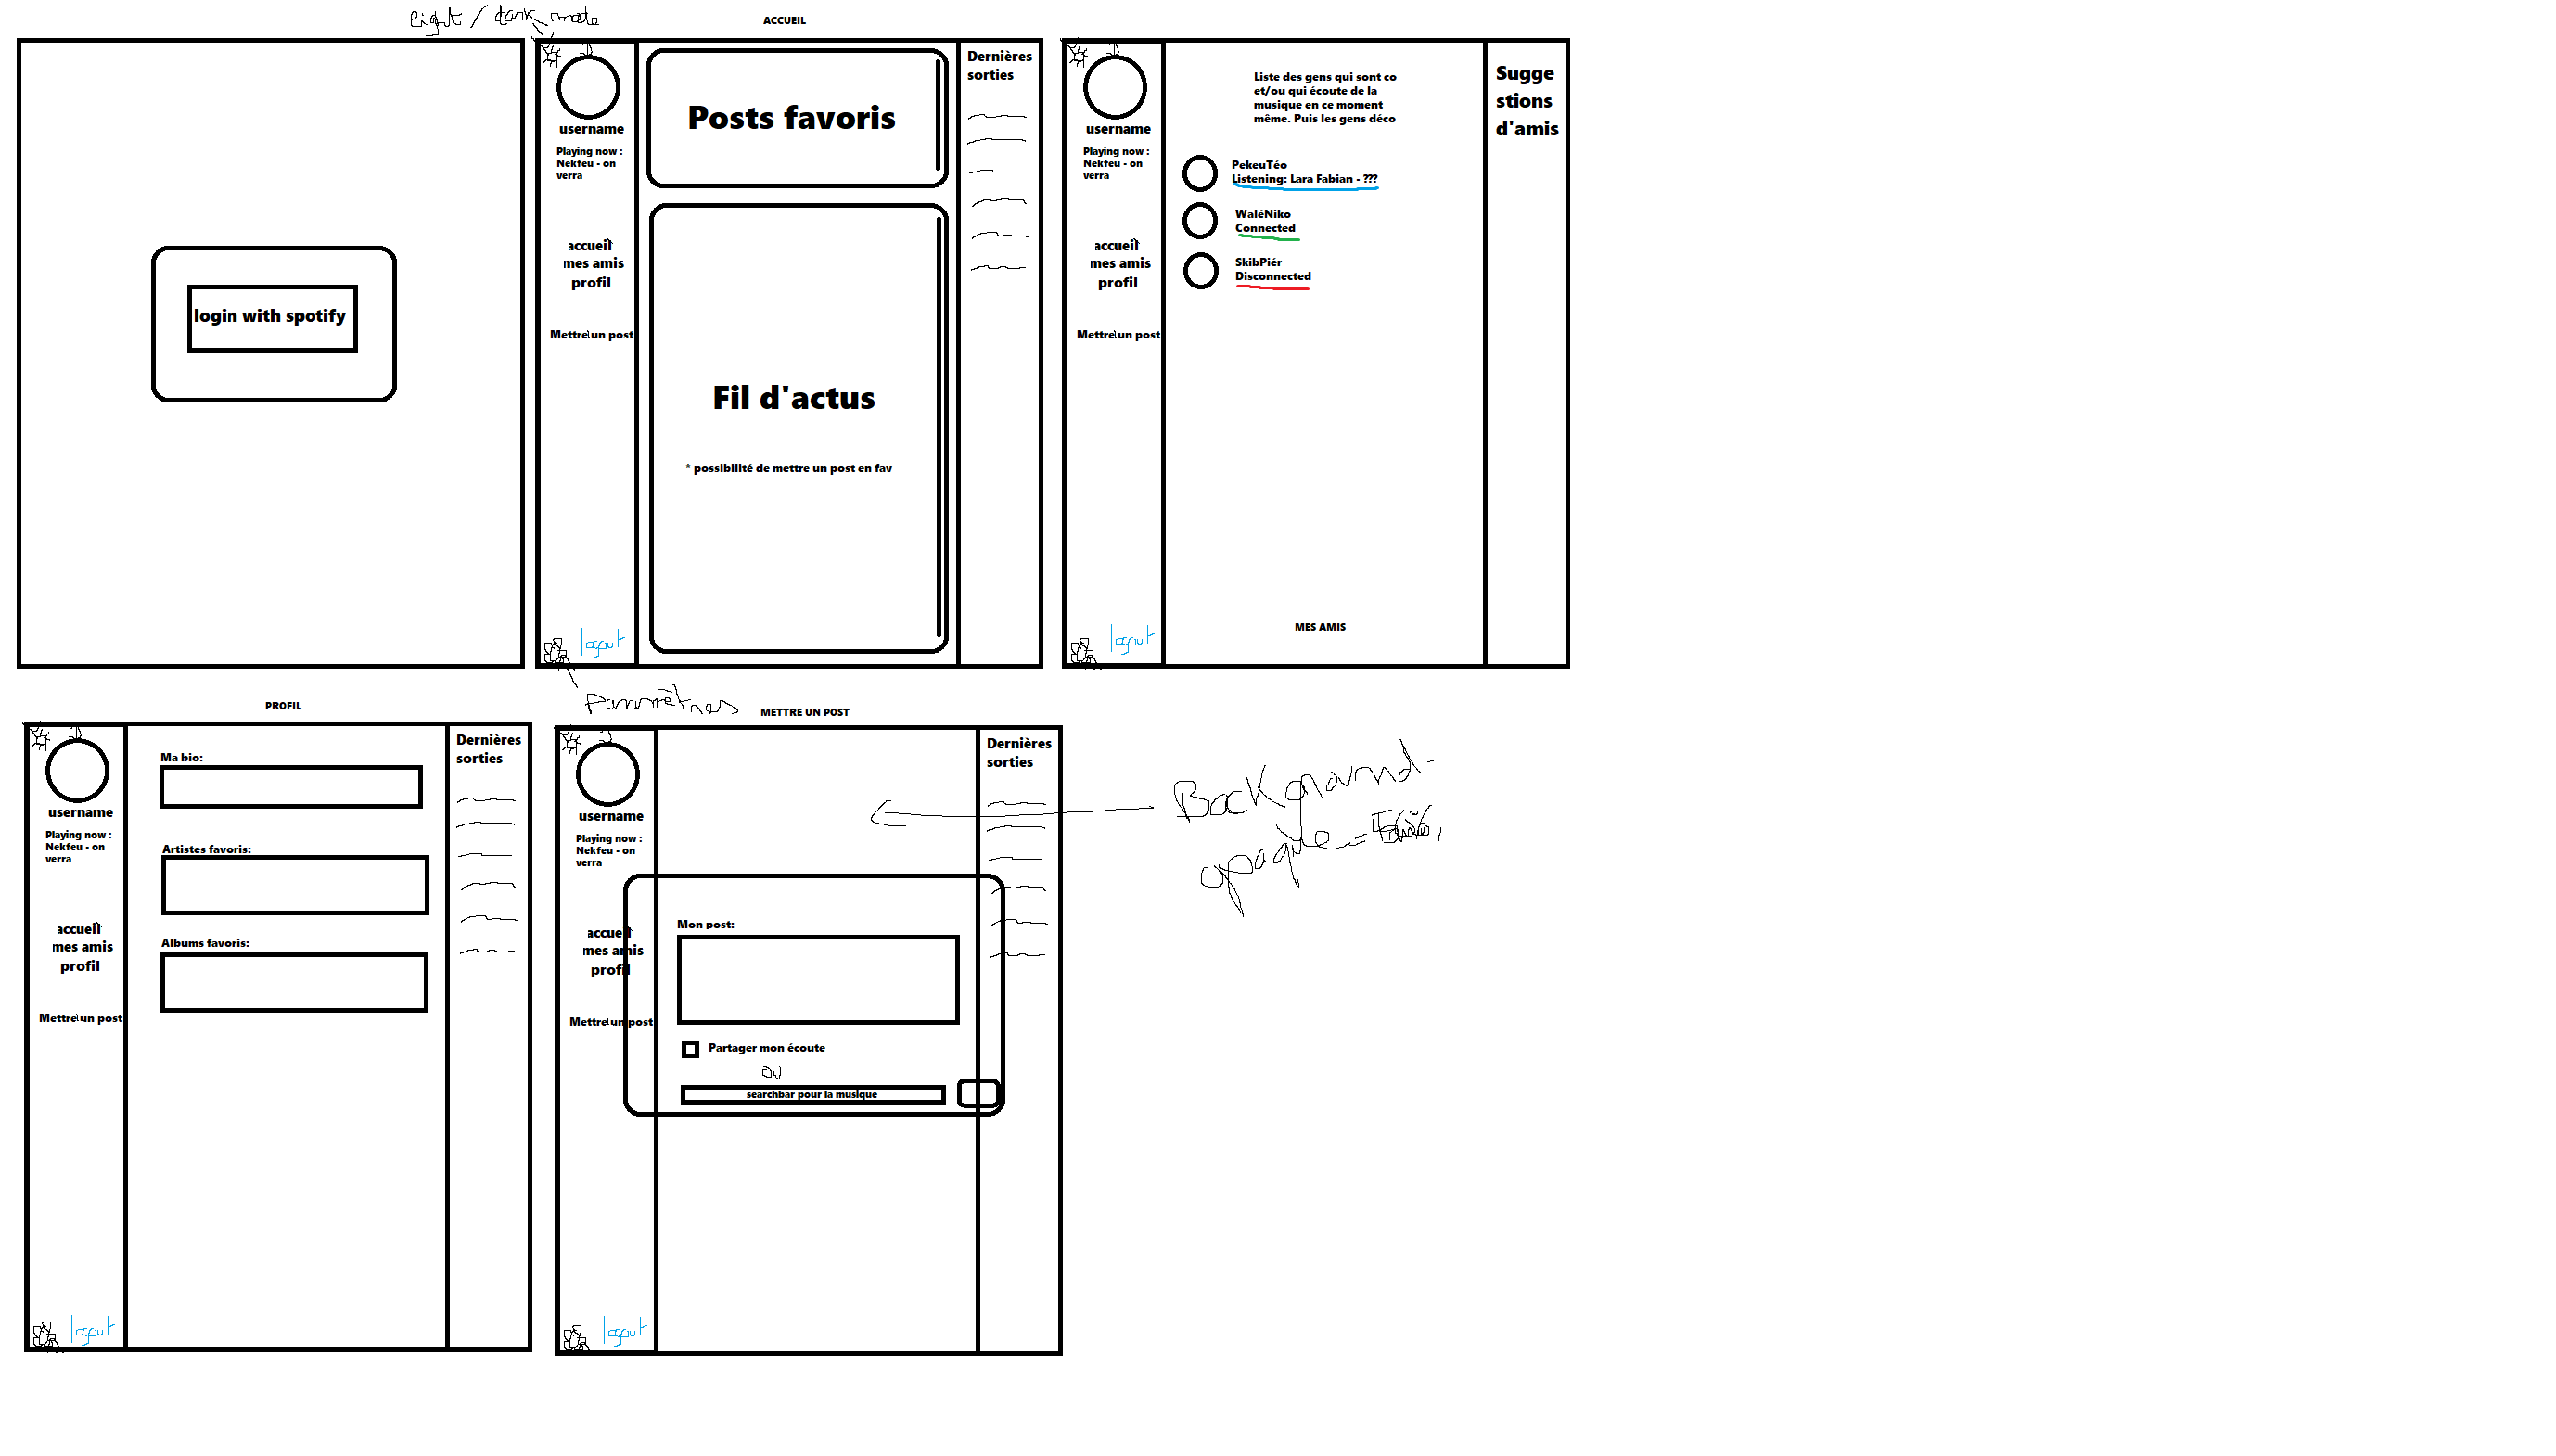 light / dark mode
ACCUEIL
login with spotify
username
Playing now :
Nekfeu - on
verra
accueil
mes amis
profil
Mettre un post
logout
Posts favoris
Fil d'actus
* possibilité de mettre un post en fav
Dernières
sorties
username
Playing now :
Nekfeu - on
verra
accueil
mes amis
profil
Mettre un post
logout
Liste des gens qui sont co
et/ou qui écoute de la
musique en ce moment
même. Puis les gens déco
PekeuTéo
Listening: Lara Fabian - ???
WaléNiko
Connected
SkibPiér
Disconnected
MES AMIS
Sugge
stions
d'amis
Paramètres
PROFIL
username
Playing now :
Nekfeu - on
verra
accueil
mes amis
profil
Mettre un post
logout
Ma bio:
Artistes favoris:
Albums favoris:
Dernières
sorties
METTRE UN POST
username
Playing now :
Nekfeu - on
verra
accueil
mes amis
profil
Mettre un post
logout
Mon post:
Partager mon écoute
ou
searchbar pour la musique
Dernières
sorties
Background-
opaque